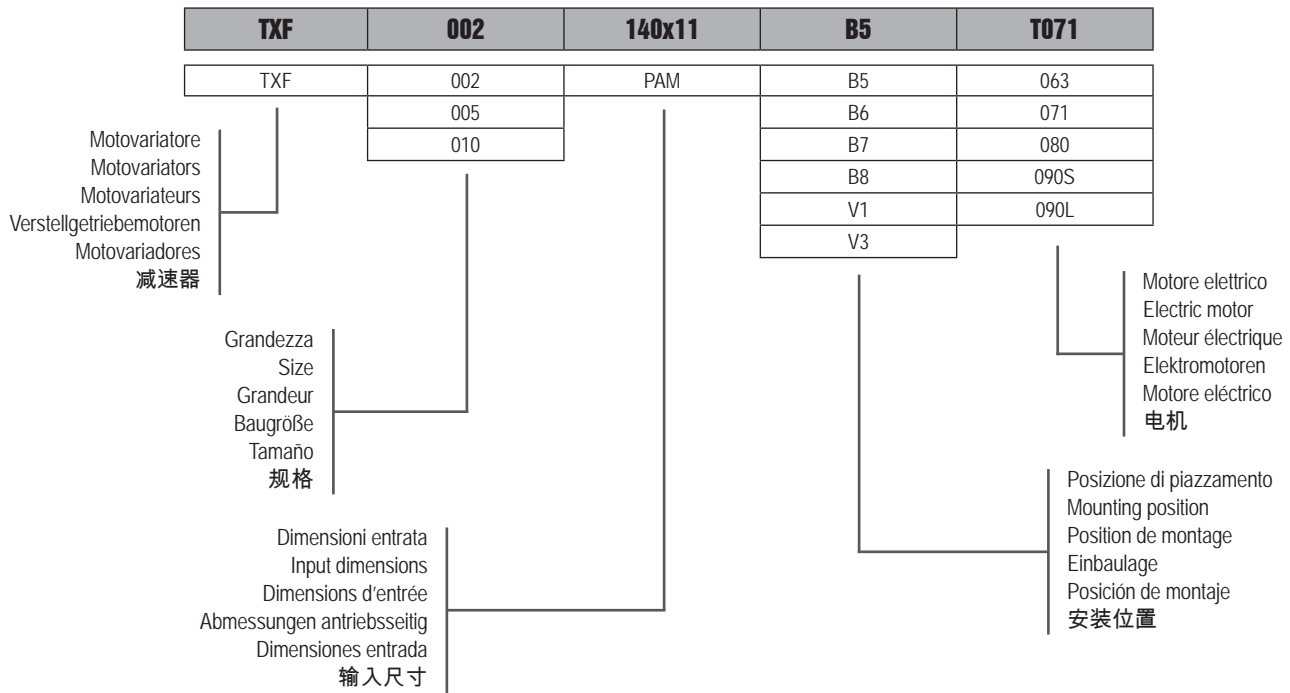 TXF 002 140x11 B5 T071
TXF 002 PAM B5 063
005 B6 071
010 B7 080
B8 090S
V1 090L
V3
Motovariatore
Motovariators
Motovariateurs
Verstellgetriebemotoren
Motovariadores
减速器
Grandezza
Size
Grandeur
Baugröße
Tamaño
规格
Dimensioni entrata
Input dimensions
Dimensions d'entrée
Abmessungen antriebsseitig
Dimensiones entrada
输入尺寸
Motore elettrico
Electric motor
Moteur électrique
Elektromotoren
Motore eléctrico
电机
Posizione di piazzamento
Mounting position
Position de montage
Einbaulage
Posición de montaje
安装位置